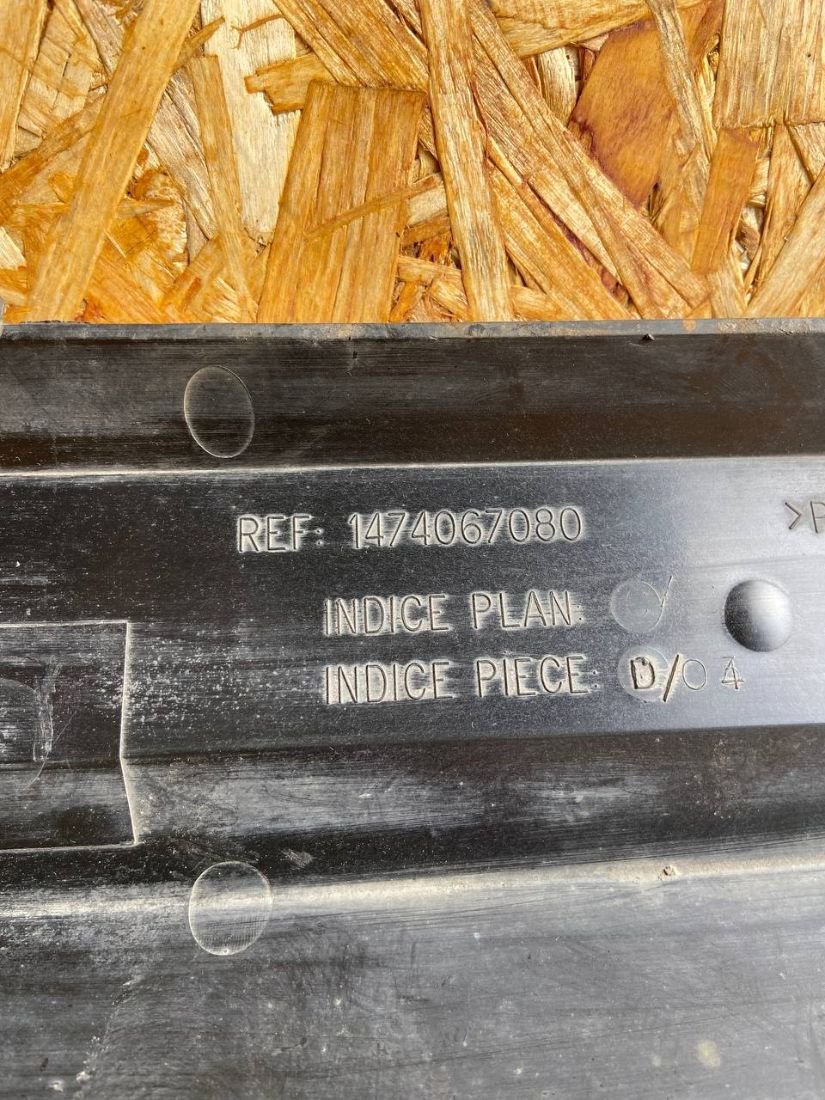 REF: 1474067080
>P
INDICE PLAN:
INDICE PIECE: D/04